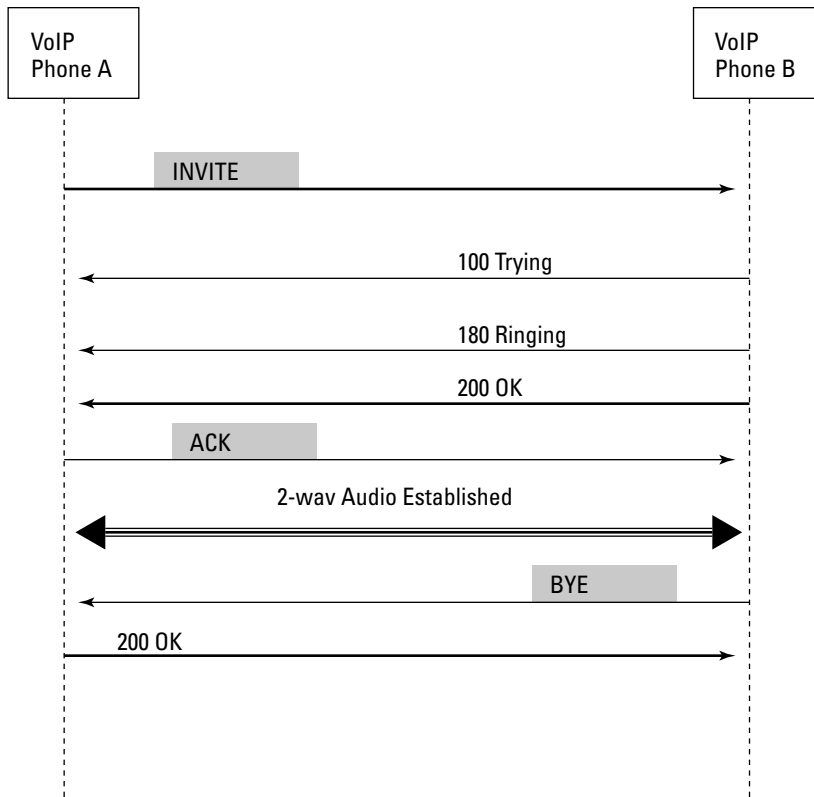 VoIP
Phone A
VoIP
Phone B
INVITE
100 Trying
180 Ringing
200 OK
ACK
2-wav Audio Established
BYE
200 OK